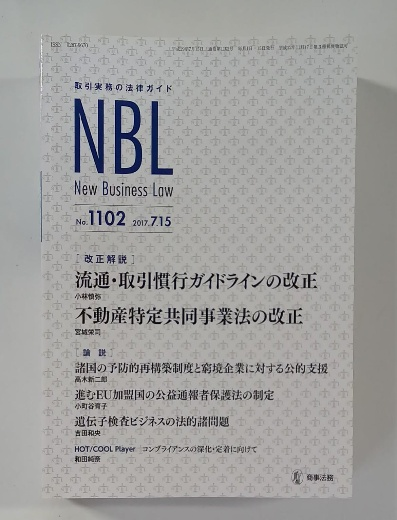 取引実務の法律ガイド
NBL
New Business Law
No.1102 2017.7.15
[改正解説]
流通・取引慣行ガイドラインの改正
小林慎弥
不動産特定共同事業法の改正
宮城栄司
[論説]
諸国の予防的再構築制度と窮境企業に対する公的支援
高木新二郎
進むEU加盟国の公益通報者保護法の制定
小町谷育子
遺伝子検査ビジネスの法的諸問題
吉田和央
HOT/COOL Player コンプライアンスの深化・定着に向けて
和田純奈
商事法務